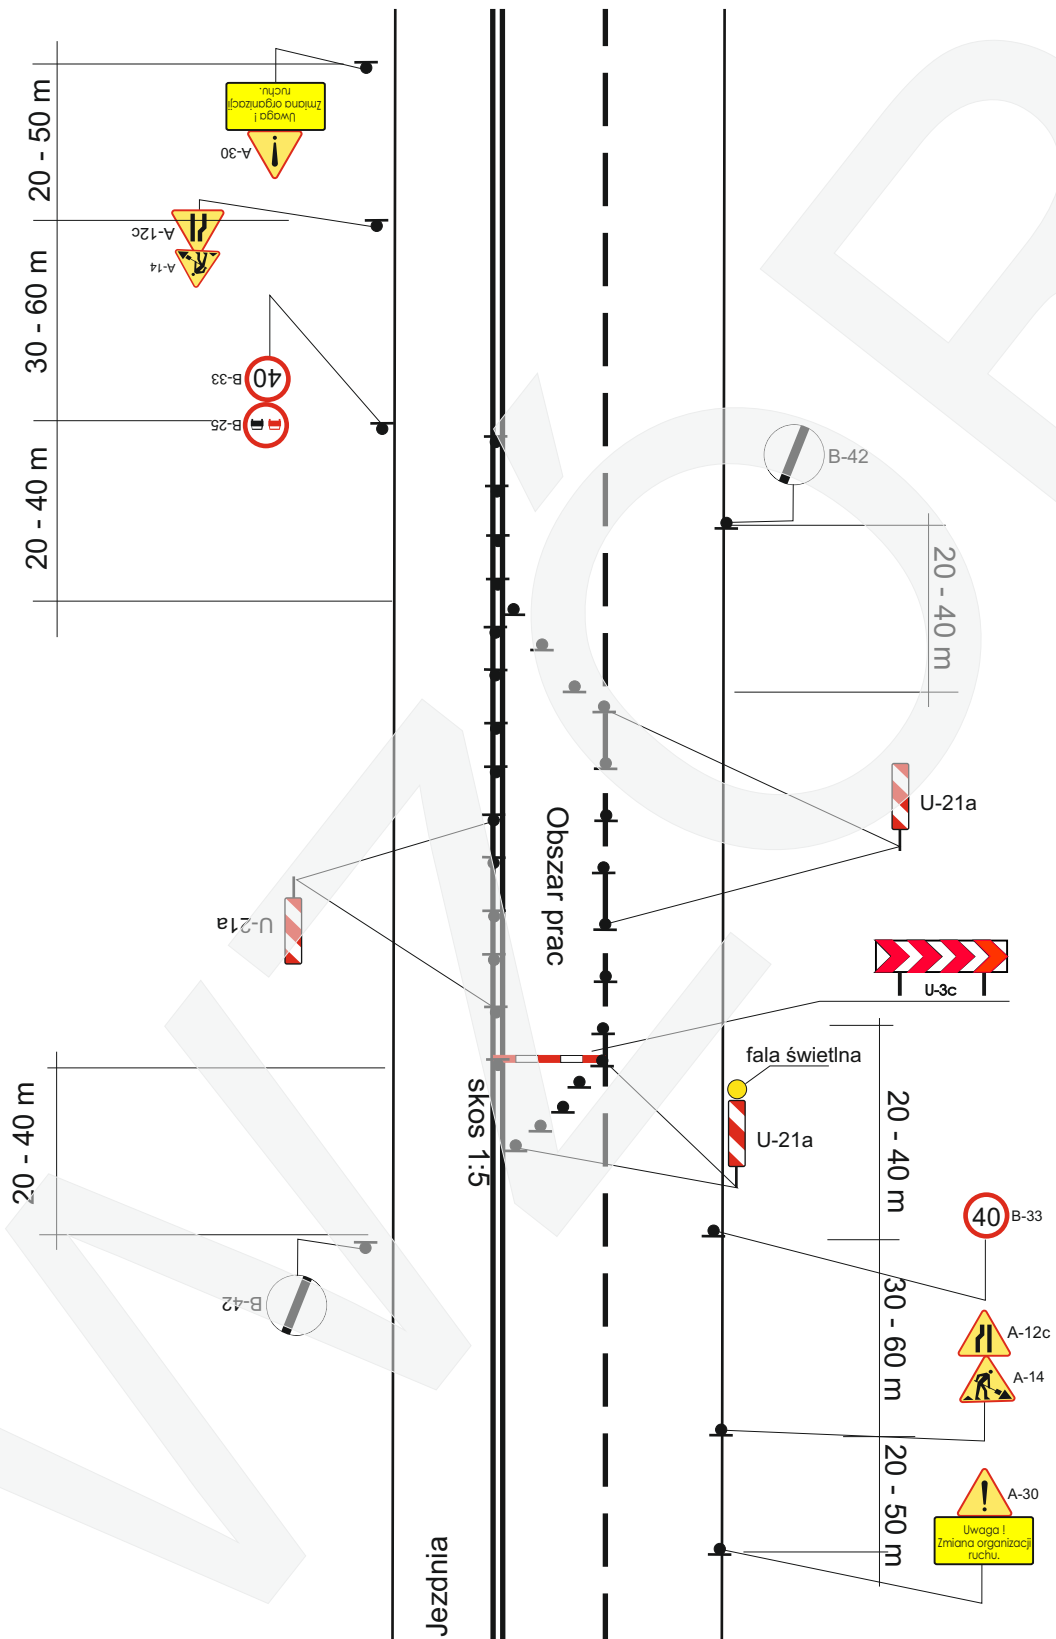 20 - 50 m
30 - 60 m
20 - 40 m
Uwaga !
Zmiana organizacji
ruchu.
A-30
A-12c
A-14
40
B-33
B-25
B-42
20 - 40 m
U-21a
Obszar prac
U-21a
U-3c
fala świetlna
U-21a
skos 1:5
20 - 40 m
B-42
20 - 40 m
30 - 60 m
20 - 50 m
40 B-33
A-12c
A-14
A-30
Uwaga !
Zmiana organizacji
ruchu.
Jezdnia
WZÓR